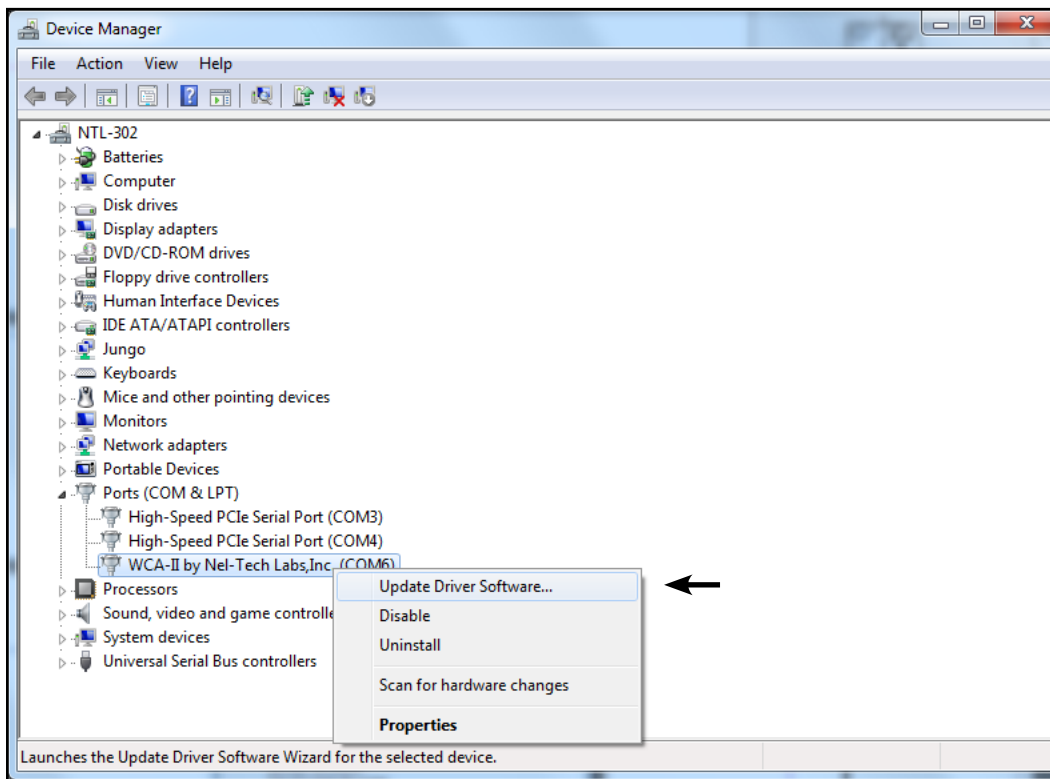 Device Manager
File Action View Help
NTL-302
Batteries
Computer
Disk drives
Display adapters
DVD/CD-ROM drives
Floppy drive controllers
Human Interface Devices
IDE ATA/ATAPI controllers
Jungo
Keyboards
Mice and other pointing devices
Monitors
Network adapters
Portable Devices
Ports (COM & LPT)
High-Speed PCIe Serial Port (COM3)
High-Speed PCIe Serial Port (COM4)
WCA-II by Nel-Tech Labs,Inc. (COM6)
Processors
Sound, video and game controlle
System devices
Universal Serial Bus controllers
Update Driver Software...
Disable
Uninstall
Scan for hardware changes
Properties
Launches the Update Driver Software Wizard for the selected device.